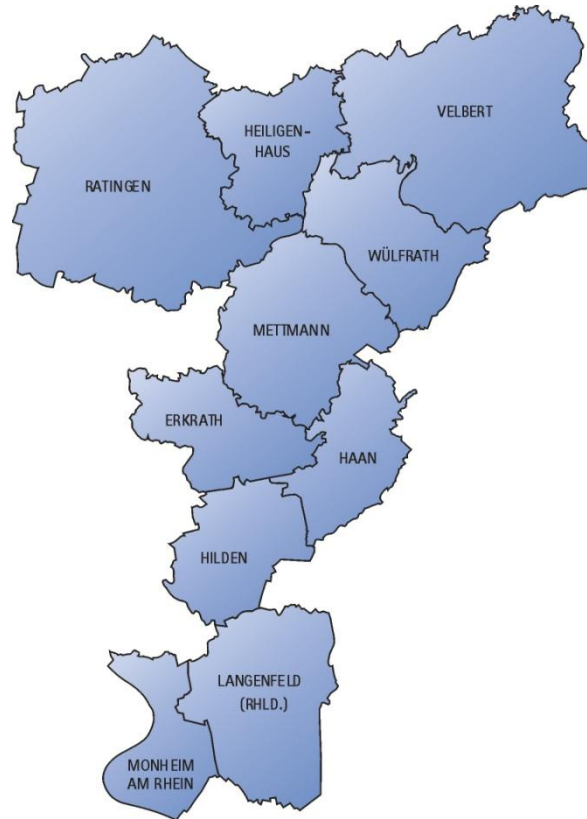 VELBERT
HEILIGEN-
HAUS
RATINGEN
WÜLFRATH
METTMANN
ERKRATH
HAAN
HILDEN
LANGENFELD
(RHLD.)
MONHEIM
AM RHEIN